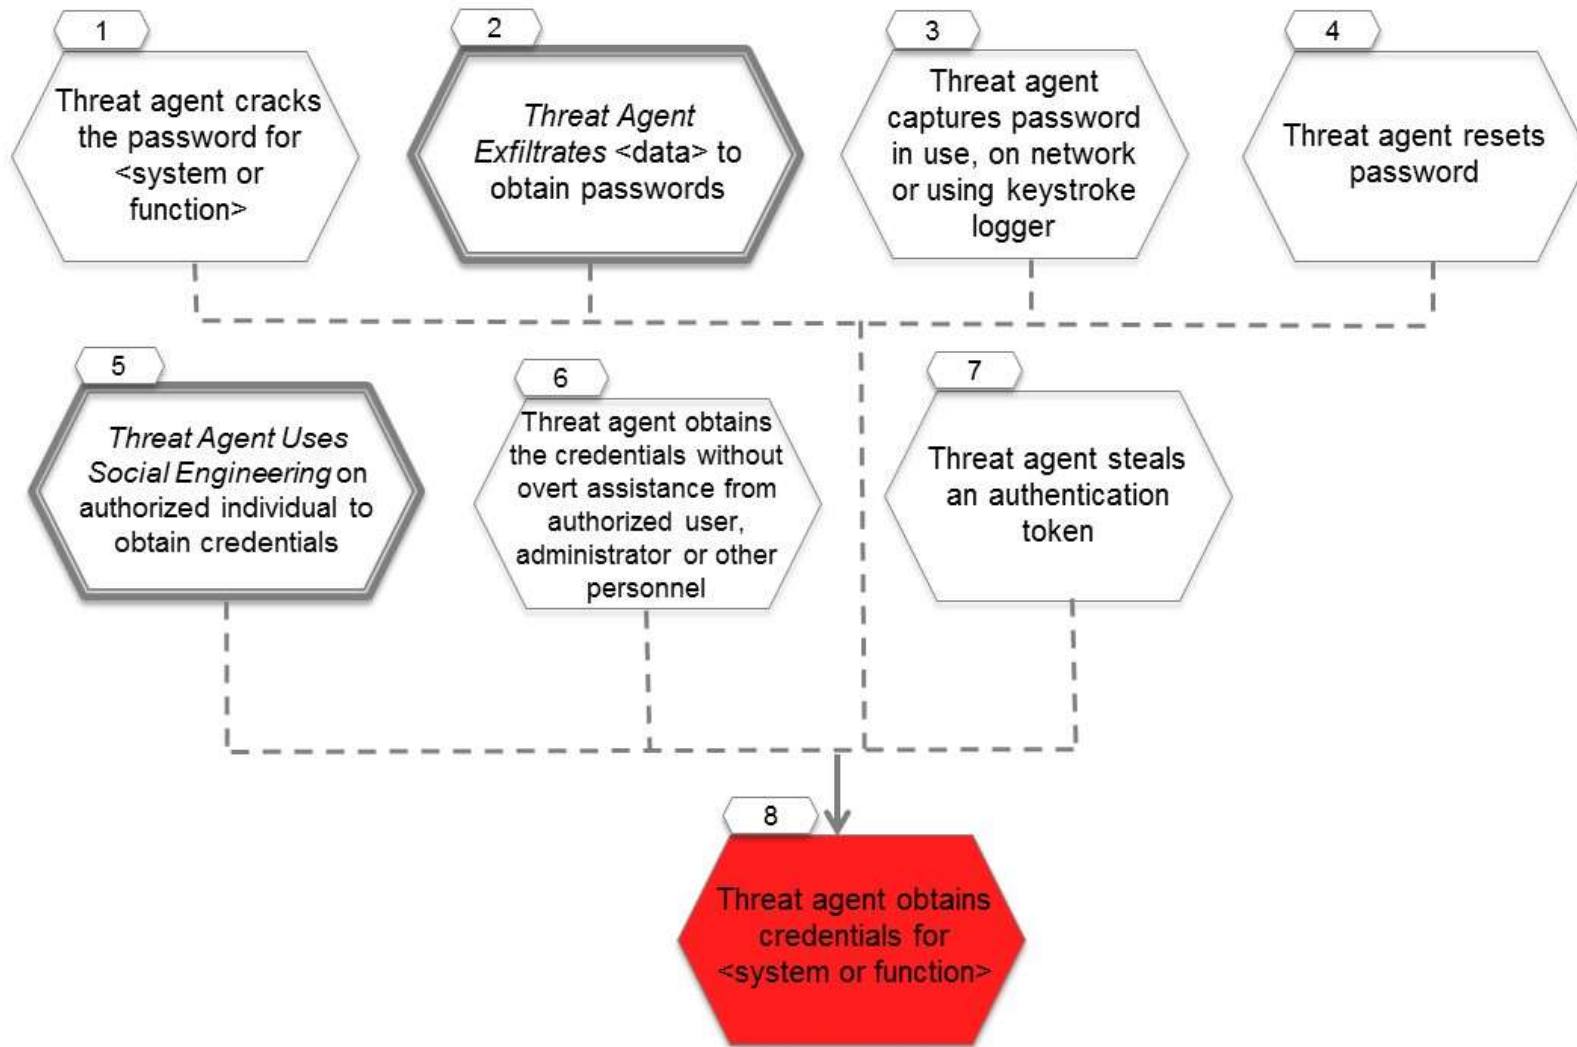 1
Threat agent cracks
the password for
<system or
function>
2
Threat Agent
Exfiltrates <data> to
obtain passwords
3
Threat agent
captures password
in use, on network
or using keystroke
logger
4
Threat agent resets
password
5
Threat Agent Uses
Social Engineering on
authorized individual to
obtain credentials
6
Threat agent obtains
the credentials without
overt assistance from
authorized user,
administrator or other
personnel
7
Threat agent steals
an authentication
token
8
Threat agent obtains
credentials for
<system or function>